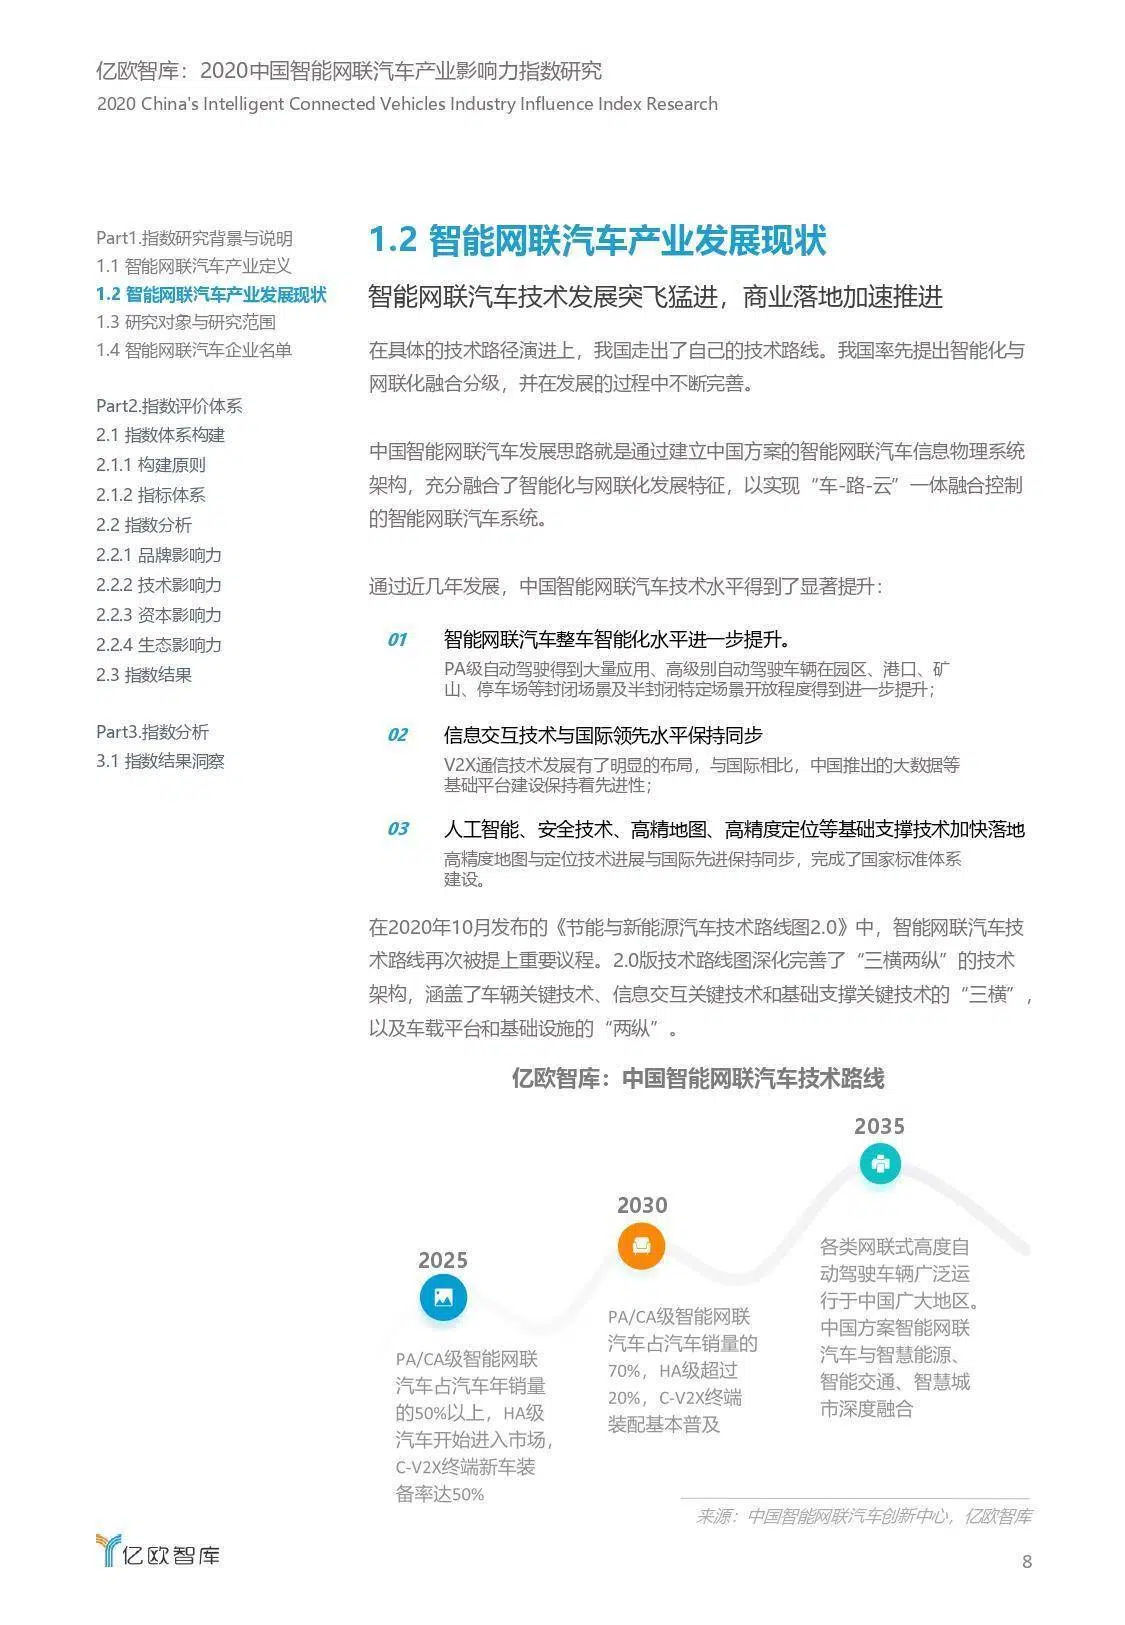 亿欧智库：2020中国智能网联汽车产业影响力指数研究
2020 China's Intelligent Connected Vehicles Industry Influence Index Research
Part1.指数研究背景与说明
1.1 智能网联汽车产业定义
1.2 智能网联汽车产业发展现状
1.3 研究对象与研究范围
1.4 智能网联汽车企业名单
Part2.指数评价体系
2.1 指数体系构建
2.1.1 构建原则
2.1.2 指标体系
2.2 指数分析
2.2.1 品牌影响力
2.2.2 技术影响力
2.2.3 资本影响力
2.2.4 生态影响力
2.3 指数结果
Part3.指数分析
3.1 指数结果洞察
1.2 智能网联汽车产业发展现状
智能网联汽车技术发展突飞猛进，商业落地加速推进
在具体的技术路径演进上，我国走出了自己的技术路线。我国率先提出智能化与
网联化融合分级，并在发展的过程中不断完善。
中国智能网联汽车发展思路就是通过建立中国方案的智能网联汽车信息物理系统
架构，充分融合了智能化与网联化发展特征，以实现“车-路-云”一体融合控制
的智能网联汽车系统。
通过近几年发展，中国智能网联汽车技术水平得到了显著提升：
01 智能网联汽车整车智能化水平进一步提升。
PA级自动驾驶得到大量应用、高级别自动驾驶车辆在园区、港口、矿
山、停车场等封闭场景及半封闭特定场景开放程度得到进一步提升；
02 信息交互技术与国际领先水平保持同步
V2X通信技术发展有了明显的布局，与国际相比，中国推出的大数据等
基础平台建设保持着先进性；
03 人工智能、安全技术、高精地图、高精度定位等基础支撑技术加快落地
高精度地图与定位技术进展与国际先进保持同步，完成了国家标准体系
建设。
在2020年10月发布的《节能与新能源汽车技术路线图2.0》中，智能网联汽车技
术路线再次被提上重要议程。2.0版技术路线图深化完善了“三横两纵”的技术
架构，涵盖了车辆关键技术、信息交互关键技术和基础支撑关键技术的“三横”，
以及车载平台和基础设施的“两纵”。
亿欧智库：中国智能网联汽车技术路线
2025
PA/CA级智能网联
汽车占汽车年销量
的50%以上，HA级
汽车开始进入市场，
C-V2X终端新车装
备率达50%
2030
PA/CA级智能网联
汽车占汽车销量的
70%，HA级超过
20%，C-V2X终端
装配基本普及
2035
各类网联式高度自
动驾驶车辆广泛运
行于中国广大地区。
中国方案智能网联
汽车与智慧能源、
智能交通、智慧城
市深度融合
来源：中国智能网联汽车创新中心，亿欧智库
亿欧智库
8